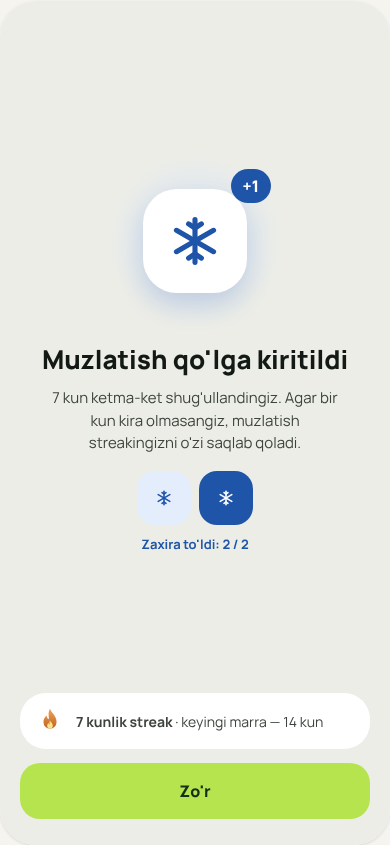 +1
Muzlatish qo'lga kiritildi
7 kun ketma-ket shug'ullandingiz. Agar bir
kun kira olmasangiz, muzlatish
streakingizni o'zi saqlab qoladi.
Zaxira to'ldi: 2 / 2
7 kunlik streak · keyingi marra — 14 kun
Zo'r